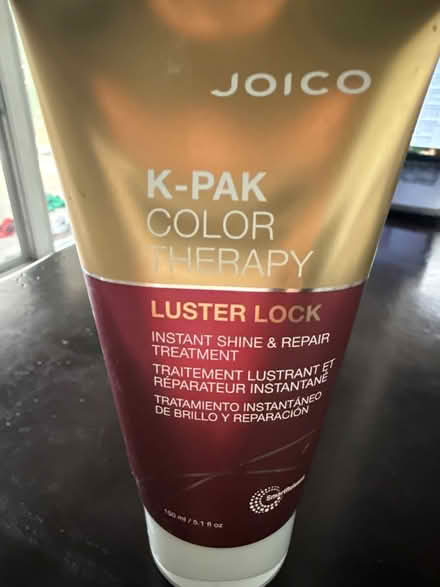 JOICO
K-PAK
COLOR
THERAPY
LUSTER LOCK
INSTANT SHINE & REPAIR
TREATMENT
TRAITEMENT LUSTRANT ET
RÉPARATEUR INSTANTANÉ
TRATAMIENTO INSTANTÁNEO
DE BRILLO Y REPARACIÓN
SmartRelease
150 ml / 5.1 fl oz